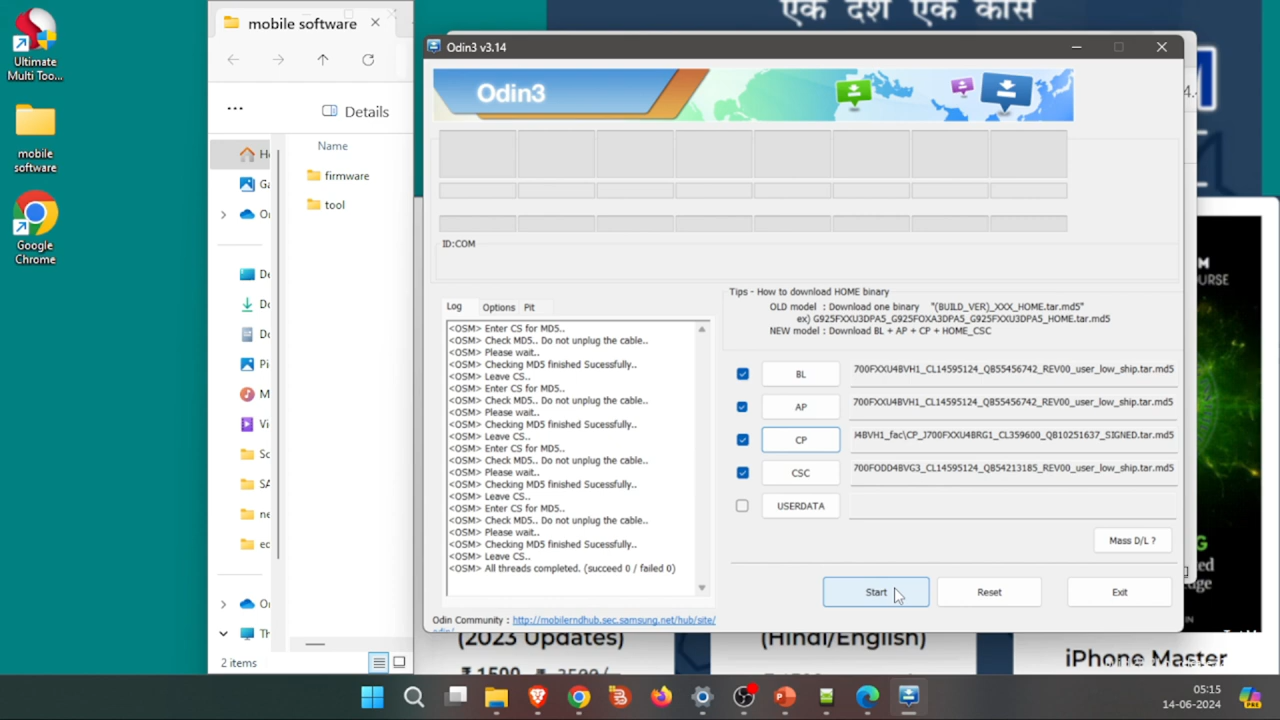 एक देश एक कोर्स
Ultimate
Multi Too...
mobile
software
Google
Chrome
mobile software
Details
Name
firmware
tool
2 items
Odin3 v3.14
Odin3
ID:COM
Log
Options
Pit
<OSM> Enter CS for MD5..
<OSM> Check MD5.. Do not unplug the cable..
<OSM> Please wait..
<OSM> Checking MD5 finished Sucessfully..
<OSM> Leave CS..
<OSM> Enter CS for MD5..
<OSM> Check MD5.. Do not unplug the cable..
<OSM> Please wait..
<OSM> Checking MD5 finished Sucessfully..
<OSM> Leave CS..
<OSM> Enter CS for MD5..
<OSM> Check MD5.. Do not unplug the cable..
<OSM> Please wait..
<OSM> Checking MD5 finished Sucessfully..
<OSM> Leave CS..
<OSM> Enter CS for MD5..
<OSM> Check MD5.. Do not unplug the cable..
<OSM> Please wait..
<OSM> Checking MD5 finished Sucessfully..
<OSM> Leave CS..
<OSM> All threads completed. (succeed 0 / failed 0)
Tips - How to download HOME binary
OLD model : Download one binary "(BUILD_VER)_XXX_HOME.tar.md5"
ex) G925FXXU3DPA5_G925FOXA3DPA5_G925FXXU3DPA5_HOME.tar.md5
NEW model : Download BL + AP + CP + HOME_CSC
BL
700FXXU4BVH1_CL14595124_QB55456742_REV00_user_low_ship.tar.md5
AP
700FXXU4BVH1_CL14595124_QB55456742_REV00_user_low_ship.tar.md5
CP
J4BVH1_fac\CP_J700FXXU4BRG1_CL359600_QB10251637_SIGNED.tar.md5
CSC
700FODD4BVG3_CL14595124_QB54213185_REV00_user_low_ship.tar.md5
USERDATA
Mass D/L ?
Start
Reset
Exit
Odin Community : http://mobilerndhub.sec.samsung.net/hub/site/
odin/
(2023 Updates)
(Hindi/English)
iPhone Master
05:15
14-06-2024
PRE